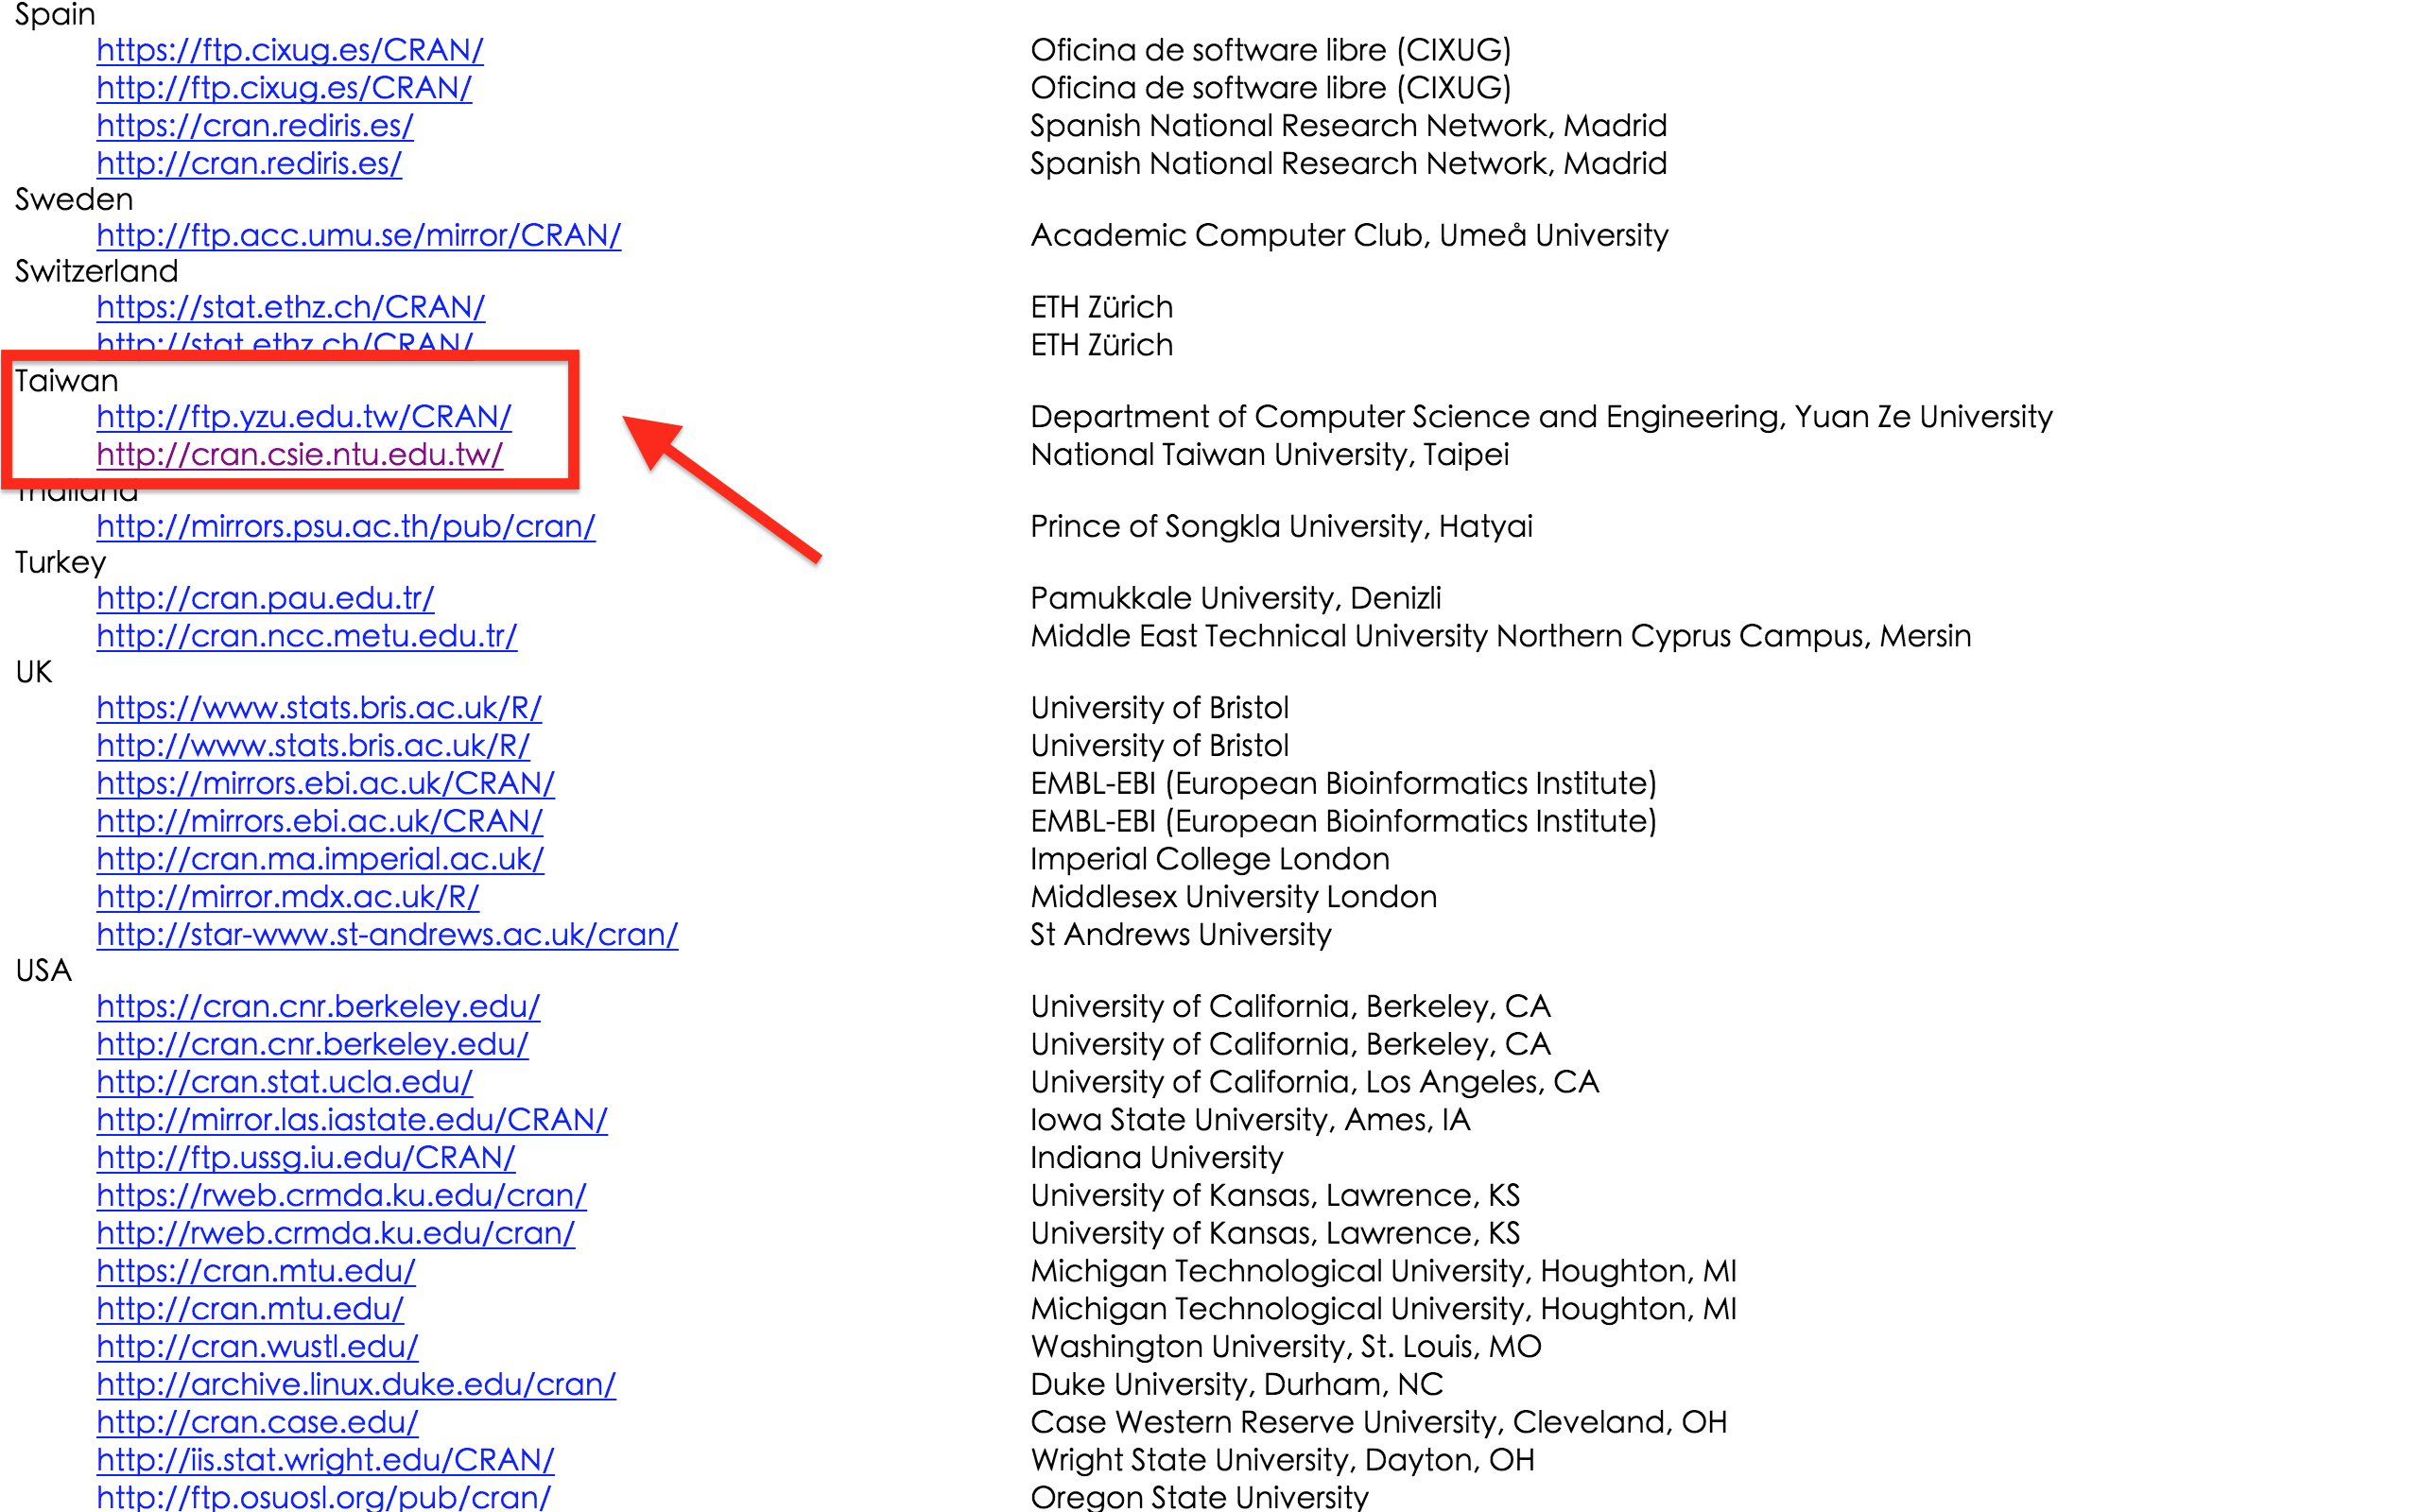 Spain
https://ftp.cixug.es/CRAN/ Oficina de software libre (CIXUG)
http://ftp.cixug.es/CRAN/ Oficina de software libre (CIXUG)
https://cran.rediris.es/ Spanish National Research Network, Madrid
http://cran.rediris.es/ Spanish National Research Network, Madrid
Sweden
http://ftp.acc.umu.se/mirror/CRAN/ Academic Computer Club, Umeå University
Switzerland
https://stat.ethz.ch/CRAN/ ETH Zürich
http://stat.ethz.ch/CRAN/ ETH Zürich
Taiwan
http://ftp.yzu.edu.tw/CRAN/ Department of Computer Science and Engineering, Yuan Ze University
http://cran.csie.ntu.edu.tw/ National Taiwan University, Taipei
Thailand
http://mirrors.psu.ac.th/pub/cran/ Prince of Songkla University, Hatyai
Turkey
http://cran.pau.edu.tr/ Pamukkale University, Denizli
http://cran.ncc.metu.edu.tr/ Middle East Technical University Northern Cyprus Campus, Mersin
UK
https://www.stats.bris.ac.uk/R/ University of Bristol
http://www.stats.bris.ac.uk/R/ University of Bristol
https://mirrors.ebi.ac.uk/CRAN/ EMBL-EBI (European Bioinformatics Institute)
http://mirrors.ebi.ac.uk/CRAN/ EMBL-EBI (European Bioinformatics Institute)
http://cran.ma.imperial.ac.uk/ Imperial College London
http://mirror.mdx.ac.uk/R/ Middlesex University London
http://star-www.st-andrews.ac.uk/cran/ St Andrews University
USA
https://cran.cnr.berkeley.edu/ University of California, Berkeley, CA
http://cran.cnr.berkeley.edu/ University of California, Berkeley, CA
http://cran.stat.ucla.edu/ University of California, Los Angeles, CA
http://mirror.las.iastate.edu/CRAN/ Iowa State University, Ames, IA
http://ftp.ussg.iu.edu/CRAN/ Indiana University
https://rweb.crmda.ku.edu/cran/ University of Kansas, Lawrence, KS
http://rweb.crmda.ku.edu/cran/ University of Kansas, Lawrence, KS
https://cran.mtu.edu/ Michigan Technological University, Houghton, MI
http://cran.mtu.edu/ Michigan Technological University, Houghton, MI
http://cran.wustl.edu/ Washington University, St. Louis, MO
http://archive.linux.duke.edu/cran/ Duke University, Durham, NC
http://cran.case.edu/ Case Western Reserve University, Cleveland, OH
http://iis.stat.wright.edu/CRAN/ Wright State University, Dayton, OH
http://ftp.osuosl.org/pub/cran/ Oregon State University